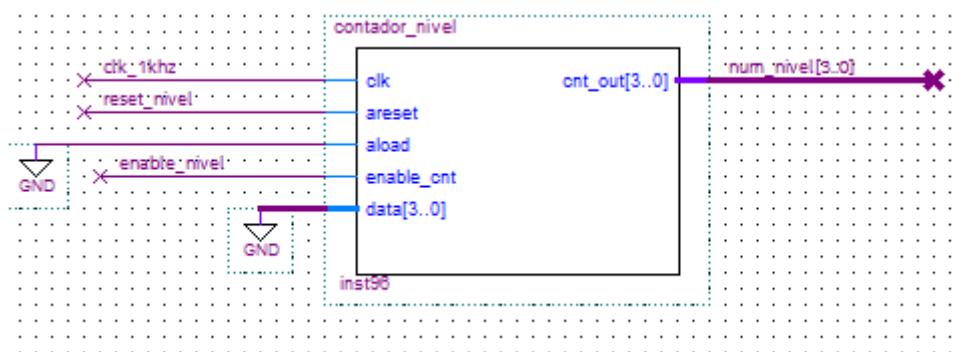 contador_nivel
clk_1khz
clk
cnt_out[3..0]
num_nivel[3..0]
reset_nivel
areset
aload
GND
enable_nivel
enable_cnt
data[3..0]
GND
inst96